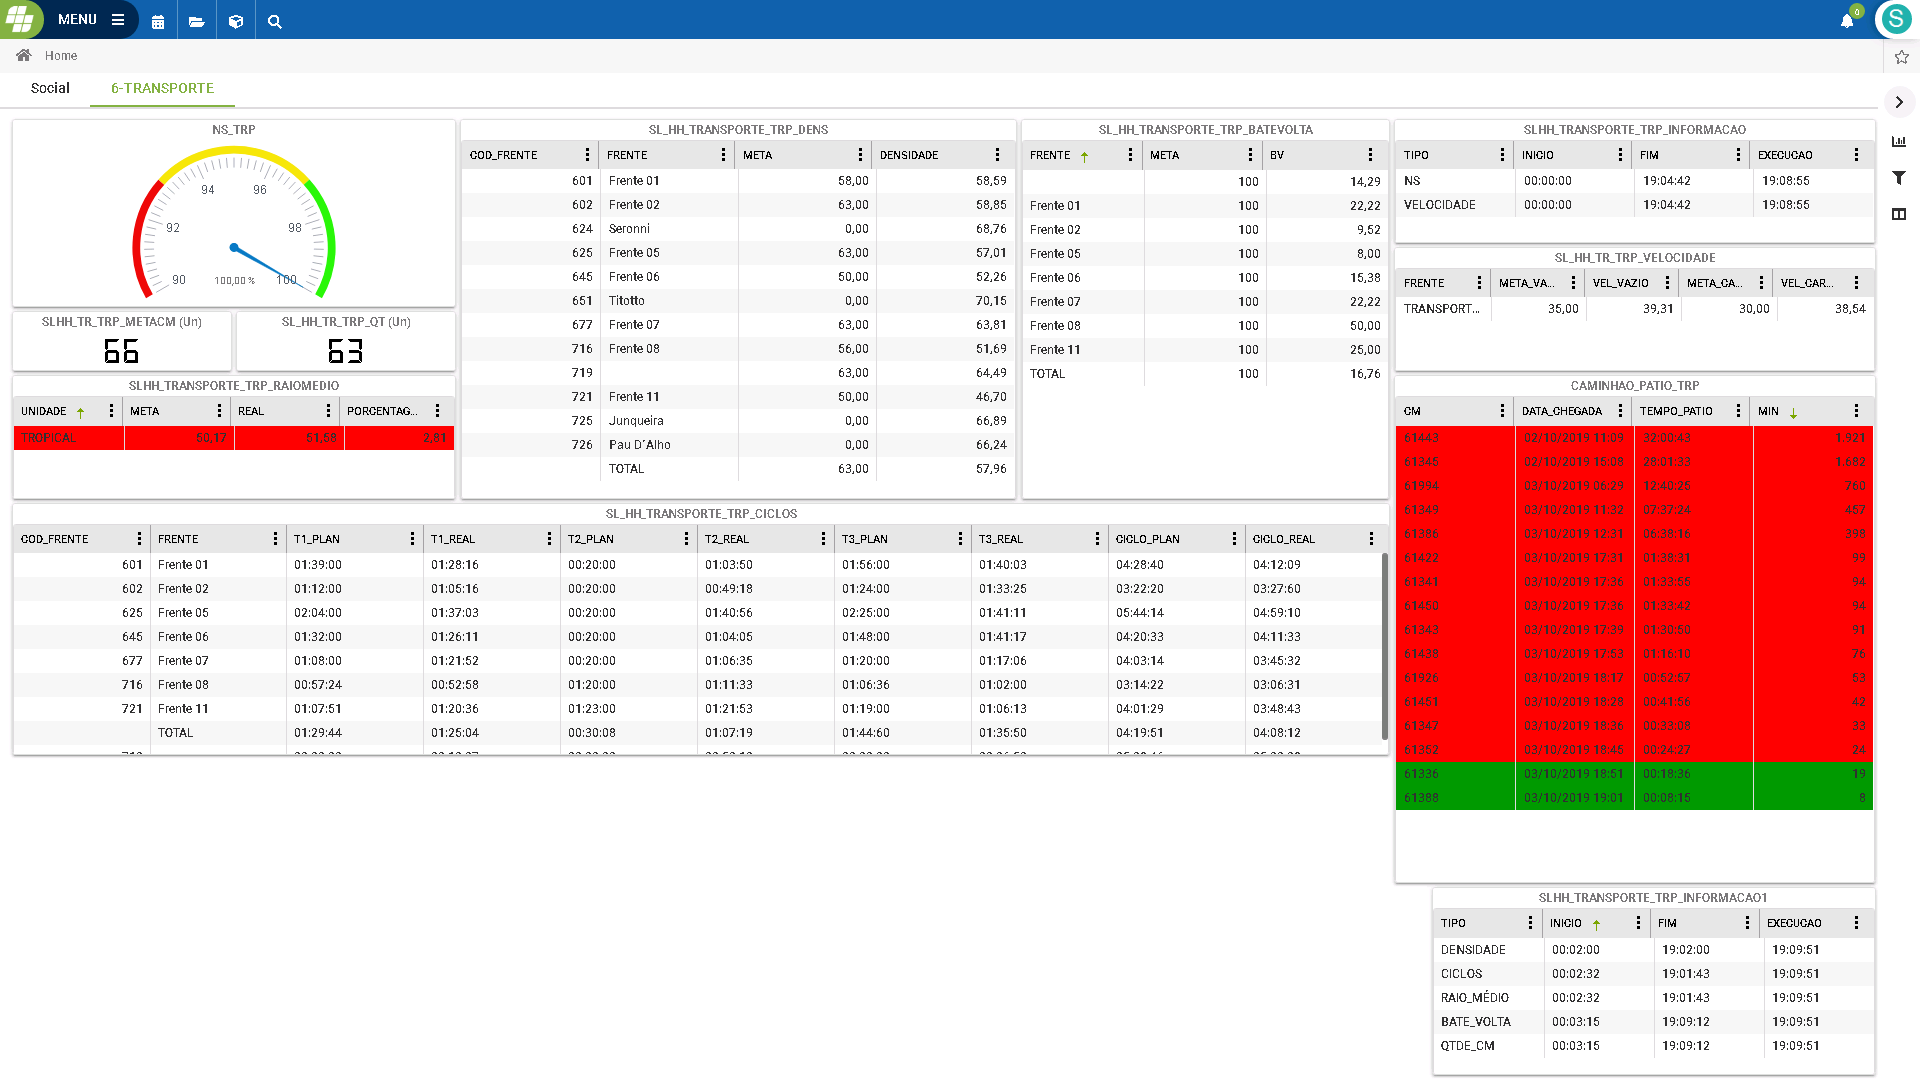 MENU
0
S
Home
Social
6-TRANSPORTE
NS_TRP
94 96
92 98
90 100,00 % 100
SLHH_TR_TRP_METACM (Un)
66
SLHH_TR_TRP_QT (Un)
63
SLHH_TRANSPORTE_TRP_RAIOMEDIO
UNIDADE META REAL PORCENTAG...
TROPICAL 50,17 51,58 2,81
SL_HH_TRANSPORTE_TRP_DENS
COD_FRENTE FRENTE META DENSIDADE
601 Frente 01 58,00 58,59
602 Frente 02 63,00 58,85
624 Seronni 0,00 68,76
625 Frente 05 63,00 57,01
645 Frente 06 50,00 52,26
651 Titotto 0,00 70,15
677 Frente 07 63,00 63,81
716 Frente 08 56,00 51,69
719 63,00 64,49
721 Frente 11 50,00 46,70
725 Junqueira 0,00 66,89
726 Pau D´Alho 0,00 66,24
TOTAL 63,00 57,96
SL_HH_TRANSPORTE_TRP_BATEVOLTA
FRENTE META BV
100 14,29
Frente 01 100 22,22
Frente 02 100 9,52
Frente 05 100 8,00
Frente 06 100 15,38
Frente 07 100 22,22
Frente 08 100 50,00
Frente 11 100 25,00
TOTAL 100 16,76
SLHH_TRANSPORTE_TRP_INFORMACAO
TIPO INICIO FIM EXECUCAO
NS 00:00:00 19:04:42 19:08:55
VELOCIDADE 00:00:00 19:04:42 19:08:55
SL_HH_TR_TRP_VELOCIDADE
FRENTE META_VA... VEL_VAZIO META_CA... VEL_CAR...
TRANSPORT... 35,00 39,31 30,00 38,54
SL_HH_TRANSPORTE_TRP_CICLOS
COD_FRENTE FRENTE T1_PLAN T1_REAL T2_PLAN T2_REAL T3_PLAN T3_REAL CICLO_PLAN CICLO_REAL
601 Frente 01 01:39:00 01:28:16 00:20:00 01:03:50 01:56:00 01:40:03 04:28:40 04:12:09
602 Frente 02 01:12:00 01:05:16 00:20:00 00:49:18 01:24:00 01:33:25 03:22:20 03:27:60
625 Frente 05 02:04:00 01:37:03 00:20:00 01:40:56 02:25:00 01:41:11 05:44:14 04:59:10
645 Frente 06 01:32:00 01:26:11 00:20:00 01:04:05 01:48:00 01:41:17 04:20:33 04:11:33
677 Frente 07 01:08:00 01:21:52 00:20:00 01:06:35 01:20:00 01:17:06 04:03:14 03:45:32
716 Frente 08 00:57:24 00:52:58 01:20:00 01:11:33 01:06:36 01:02:00 03:14:22 03:06:31
721 Frente 11 01:07:51 01:20:36 01:23:00 01:21:53 01:19:00 01:06:13 04:01:29 03:48:43
TOTAL 01:29:44 01:25:04 00:30:08 01:07:19 01:44:60 01:35:50 04:19:51 04:08:12
CAMINHAO_PATIO_TRP
CM DATA_CHEGADA TEMPO_PATIO MIN
61443 02/10/2019 11:09 32:00:43 1.921
61345 02/10/2019 15:08 28:01:33 1.682
61994 03/10/2019 06:29 12:40:25 760
61349 03/10/2019 11:32 07:37:24 457
61386 03/10/2019 12:31 06:38:16 398
61422 03/10/2019 17:31 01:38:31 99
61341 03/10/2019 17:36 01:33:55 94
61450 03/10/2019 17:36 01:33:42 94
61343 03/10/2019 17:39 01:30:50 91
61438 03/10/2019 17:53 01:16:10 76
61926 03/10/2019 18:17 00:52:57 53
61451 03/10/2019 18:28 00:41:56 42
61347 03/10/2019 18:36 00:33:08 33
61352 03/10/2019 18:45 00:24:27 24
61336 03/10/2019 18:51 00:18:36 19
61388 03/10/2019 19:01 00:08:15 8
SLHH_TRANSPORTE_TRP_INFORMACAO1
TIPO INICIO FIM EXECUCAO
DENSIDADE 00:02:00 19:02:00 19:09:51
CICLOS 00:02:32 19:01:43 19:09:51
RAIO_MÉDIO 00:02:32 19:01:43 19:09:51
BATE_VOLTA 00:03:15 19:09:12 19:09:51
QTDE_CM 00:03:15 19:09:12 19:09:51